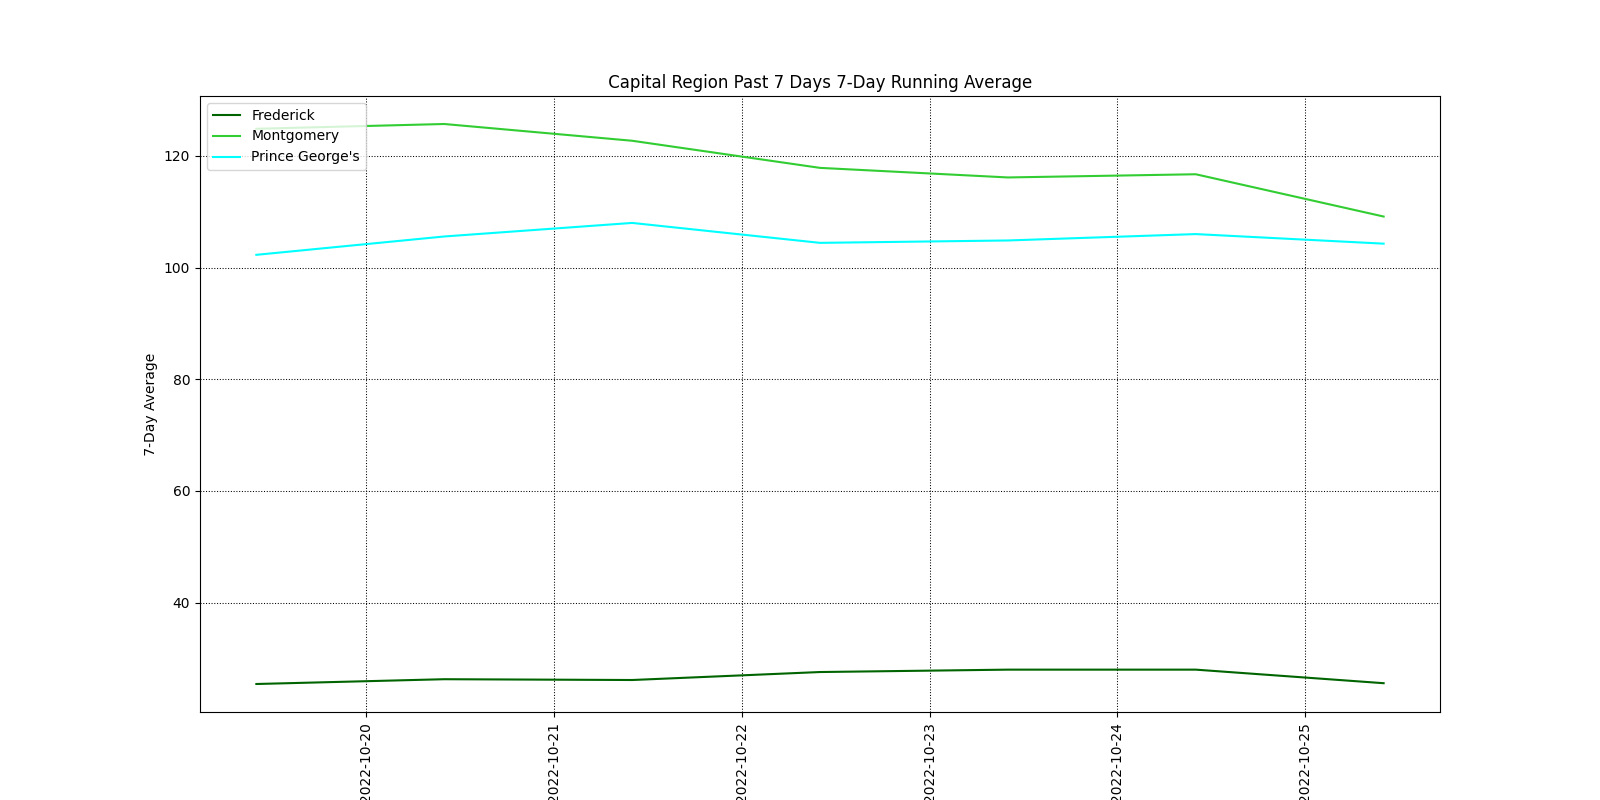 Capital Region Past 7 Days 7-Day Running Average
Frederick
Montgomery
Prince George's
120
100
80
60
40
7-Day Average
2022-10-20
2022-10-21
2022-10-22
2022-10-23
2022-10-24
2022-10-25